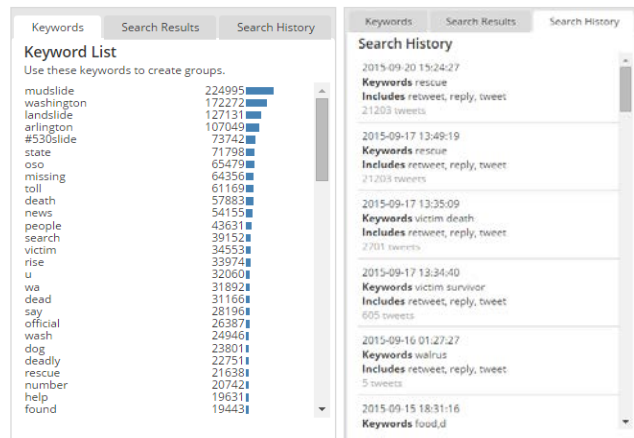 Keywords Search Results Search History
Keyword List
Use these keywords to create groups.
mudslide 224995
washington 172272
landslide 127131
arlington 107049
#530slide 73742
state 71798
oso 65479
missing 64356
toll 61169
death 57883
news 54155
people 43631
search 39152
victim 34553
rise 33974
u 32060
wa 31892
dead 31166
say 28196
official 26387
wash 24946
dog 23801
deadly 22751
rescue 21638
number 20742
help 19631
found 19443
Keywords Search Results Search History
Search History
2015-09-20 15:24:27
Keywords rescue
Includes retweet, reply, tweet
21203 tweets
2015-09-17 13:49:19
Keywords rescue
Includes retweet, reply, tweet
21203 tweets
2015-09-17 13:35:09
Keywords victim death
Includes retweet, reply, tweet
2701 tweets
2015-09-17 13:34:40
Keywords victim survivor
Includes retweet, reply, tweet
605 tweets
2015-09-16 01:27:27
Keywords walrus
Includes retweet, reply, tweet
5 tweets
2015-09-15 18:31:16
Keywords food,d